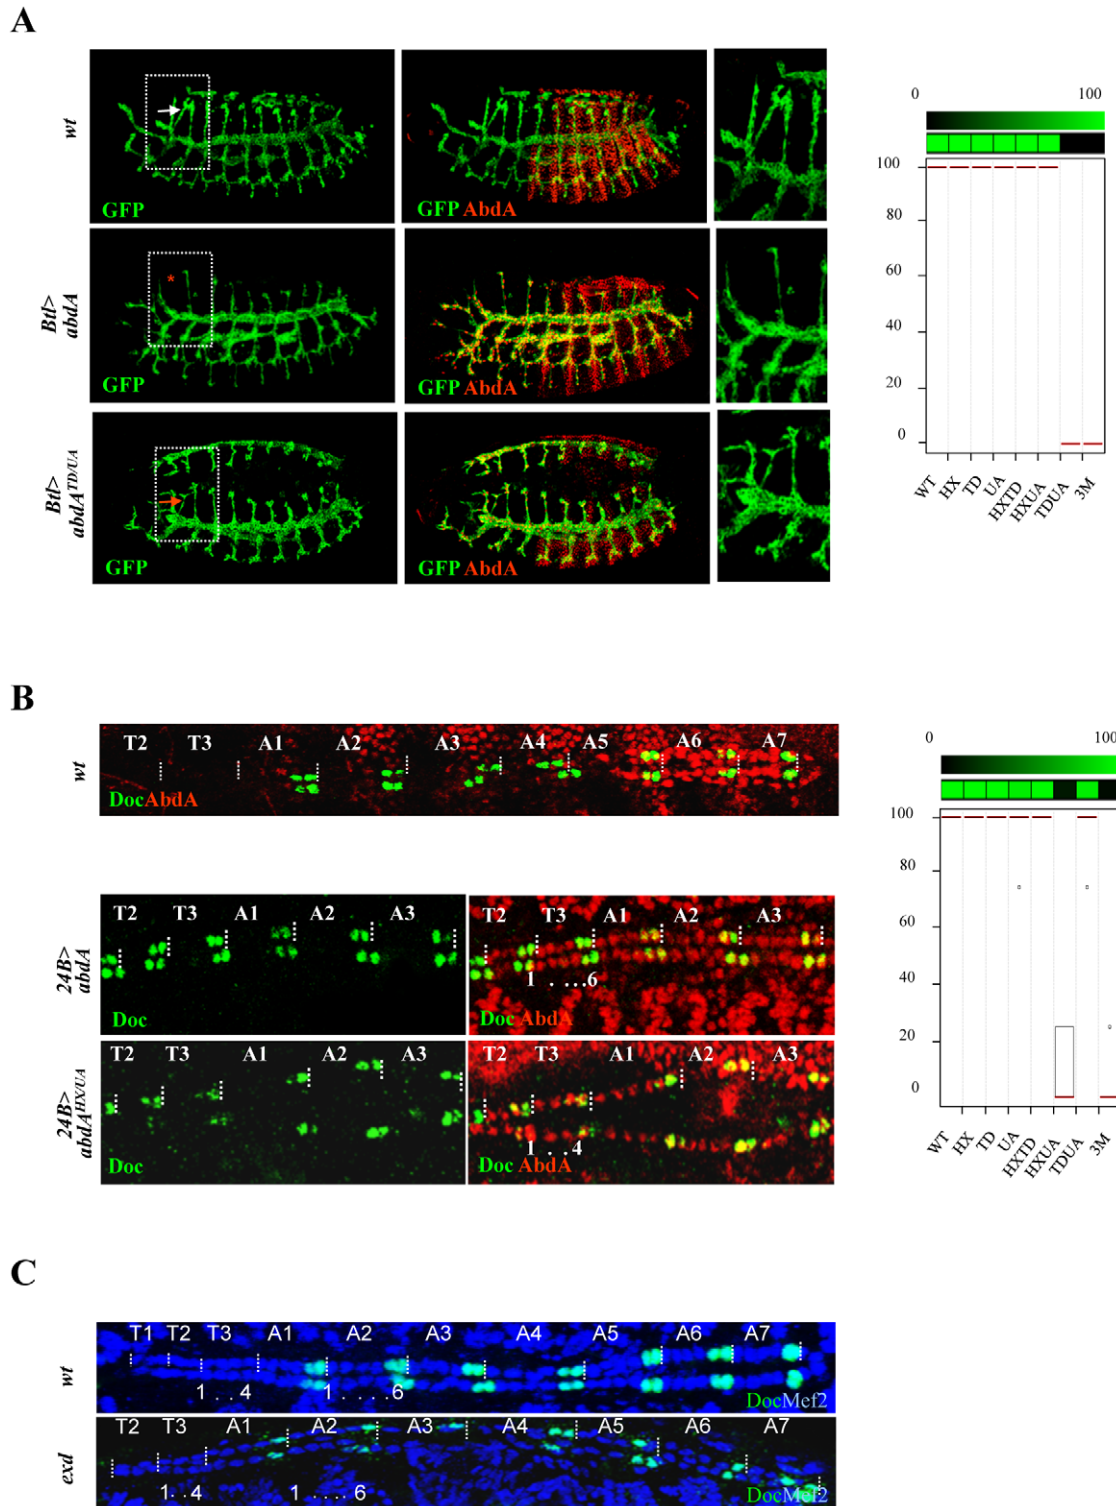 A
wt
GFP
GFP AbdA
Btl>
abdA
GFP
GFP AbdA
Btl>
abdA^TD/UA
GFP
GFP AbdA
0 100
100
80
60
40
20
0
WT HX TD UA HXTD HXUA TDUA 3M
B
wt
T2 T3 A1 A2 A3 A4 A5 A6 A7
DocAbdA
24B>
abdA
T2 T3 A1 A2 A3
Doc
T2 T3 A1 A2 A3
1 . ... 6
Doc AbdA
24B>
abdA^HX/UA
T2 T3 A1 A2 A3
Doc
T2 T3 A1 A2 A3
1 . . 4
Doc AbdA
0 100
100
80
60
40
20
0
WT HX TD UA HXTD HXUA TDUA 3M
C
wt
T1 T2 T3 A1 A2 A3 A4 A5 A6 A7
1 . . 4 1 . . . . 6
DocMef2
exd
T2 T3 A1 A2 A3 A4 A5 A6 A7
1 . . 4 1 . . . . 6
DocMef2